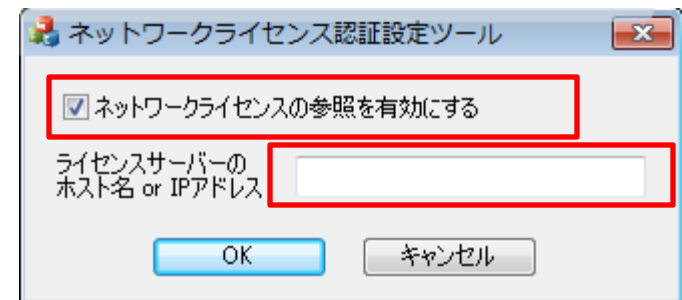 ネットワークライセンス認証設定ツール
ネットワークライセンスの参照を有効にする
ライセンスサーバーの
ホスト名 or IPアドレス
OK
キャンセル